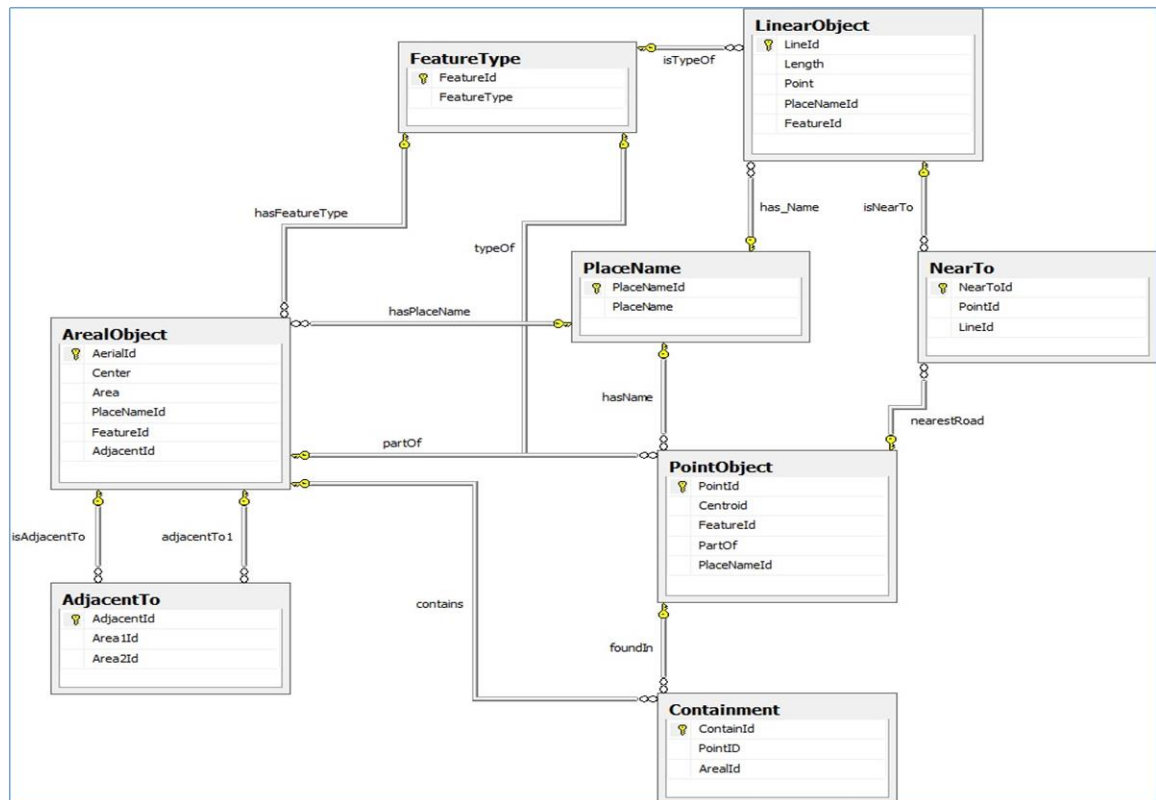 LinearObject
LineId
Length
Point
PlaceNameId
FeatureId
FeatureType
FeatureId
FeatureType
isTypeOf
hasFeatureType
typeOf
has_Name
isNearTo
PlaceName
PlaceNameId
PlaceName
NearTo
NearToId
PointId
LineId
hasPlaceName
ArealObject
AerialId
Center
Area
PlaceNameId
FeatureId
AdjacentId
hasName
nearestRoad
partOf
PointObject
PointId
Centroid
FeatureId
PartOf
PlaceNameId
isAdjacentTo
adjacentTo1
AdjacentTo
AdjacentId
Area1Id
Area2Id
contains
foundIn
Containment
ContainId
PointID
ArealId